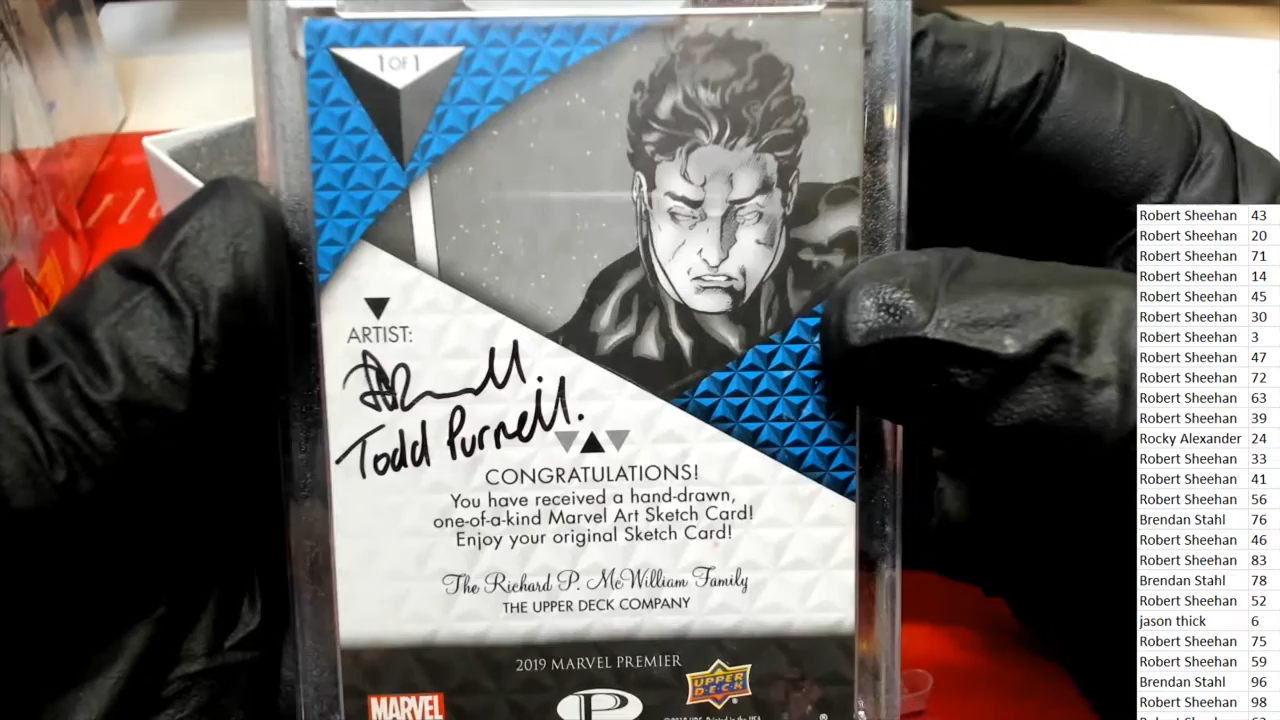 1 OF 1
ARTIST:
Todd Purnell.
CONGRATULATIONS!
You have received a hand-drawn,
one-of-a-kind Marvel Art Sketch Card!
Enjoy your original Sketch Card!
The Richard P. McWilliam Family
THE UPPER DECK COMPANY
2019 MARVEL PREMIER
MARVEL
P
UPPER
D·E·C·K
Robert Sheehan 43
Robert Sheehan 20
Robert Sheehan 71
Robert Sheehan 14
Robert Sheehan 45
Robert Sheehan 30
Robert Sheehan 3
Robert Sheehan 47
Robert Sheehan 72
Robert Sheehan 63
Robert Sheehan 39
Rocky Alexander 24
Robert Sheehan 33
Robert Sheehan 41
Robert Sheehan 56
Brendan Stahl 76
Robert Sheehan 46
Robert Sheehan 83
Brendan Stahl 78
Robert Sheehan 52
jason thick 6
Robert Sheehan 75
Robert Sheehan 59
Brendan Stahl 96
Robert Sheehan 98